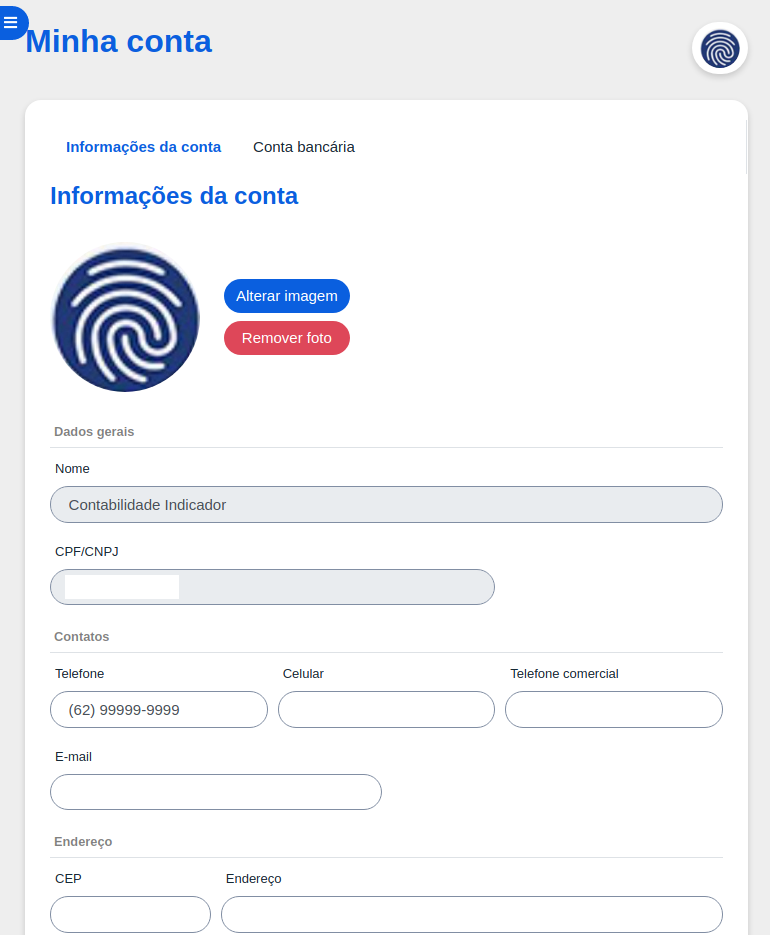 Minha conta
Informações da conta Conta bancária
Informações da conta
Alterar imagem
Remover foto
Dados gerais
Nome
Contabilidade Indicador
CPF/CNPJ
Contatos
Telefone Celular Telefone comercial
(62) 99999-9999
E-mail
Endereço
CEP Endereço